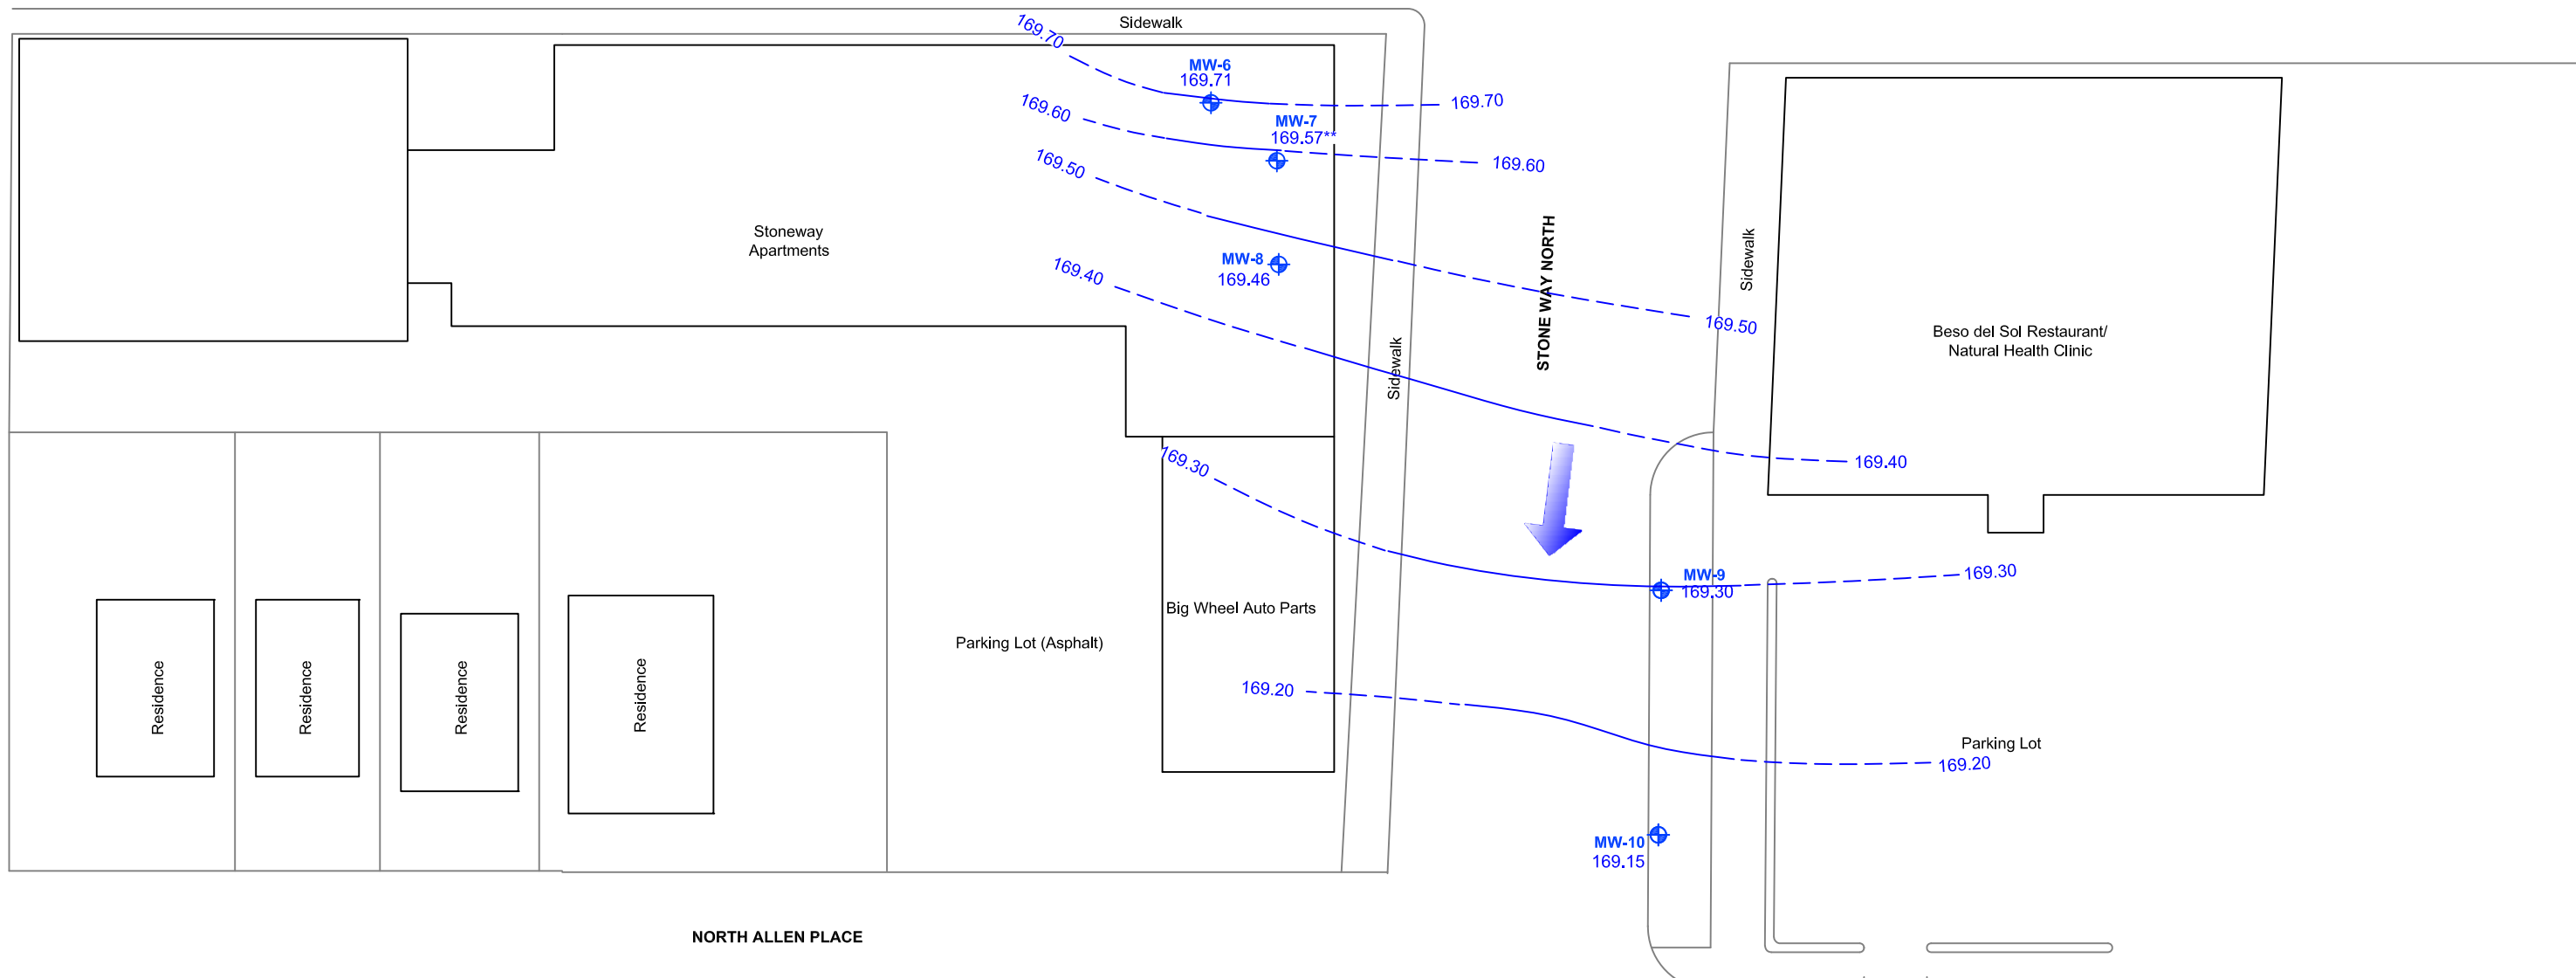 Sidewalk
169.70
MW-6
169.71
169.70
169.60
MW-7
169.57**
169.60
169.50
MW-8
169.46
169.50
169.40
169.40
Stoneway
Apartments
STONE WAY NORTH
Sidewalk
Sidewalk
Beso del Sol Restaurant/
Natural Health Clinic
169.30
MW-9
169.30
169.30
Big Wheel Auto Parts
Parking Lot (Asphalt)
Residence
Residence
Residence
Residence
169.20
Parking Lot
169.20
MW-10
169.15
NORTH ALLEN PLACE